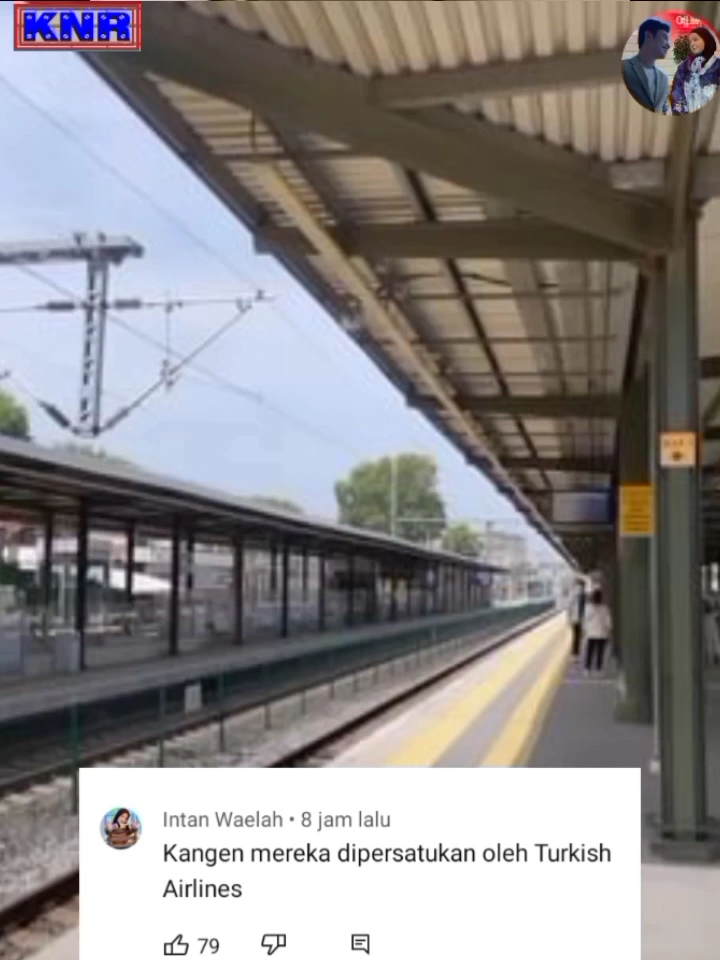 KNR
Intan Waelah • 8 jam lalu
Kangen mereka dipersatukan oleh Turkish
Airlines
79